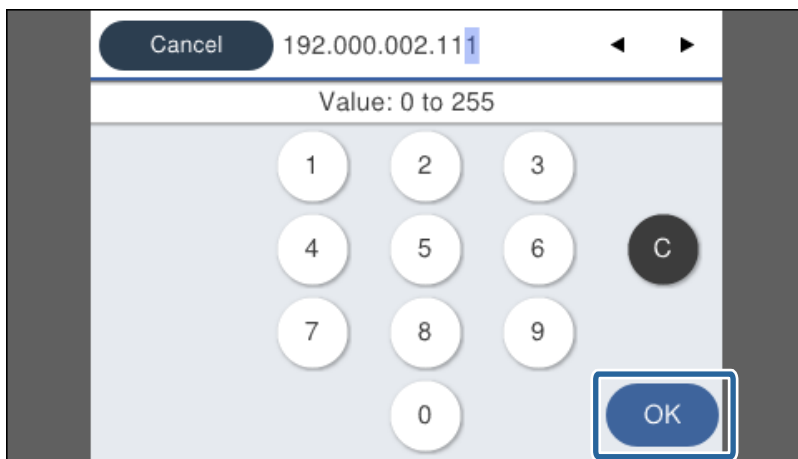 Cancel 192.000.002.111 ◄ ►
Value: 0 to 255
1 2 3
4 5 6 C
7 8 9
0 OK